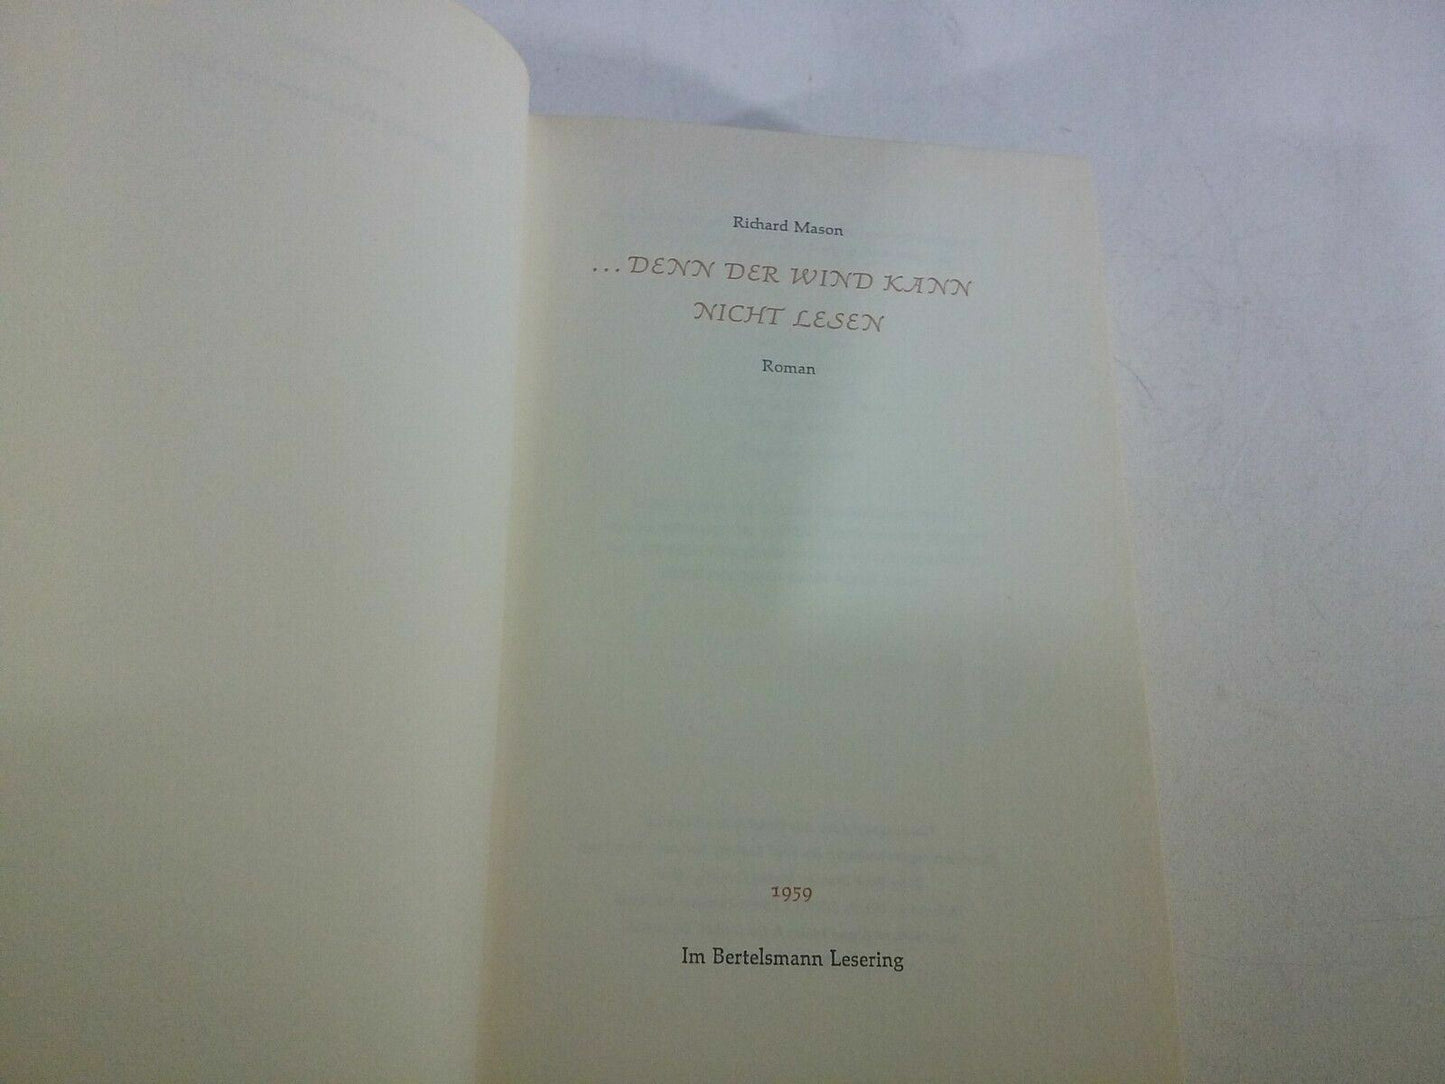 Richard Mason
...DENN DER WIND KANN
NICHT LESEN
Roman
1959
Im Bertelsmann Lesering